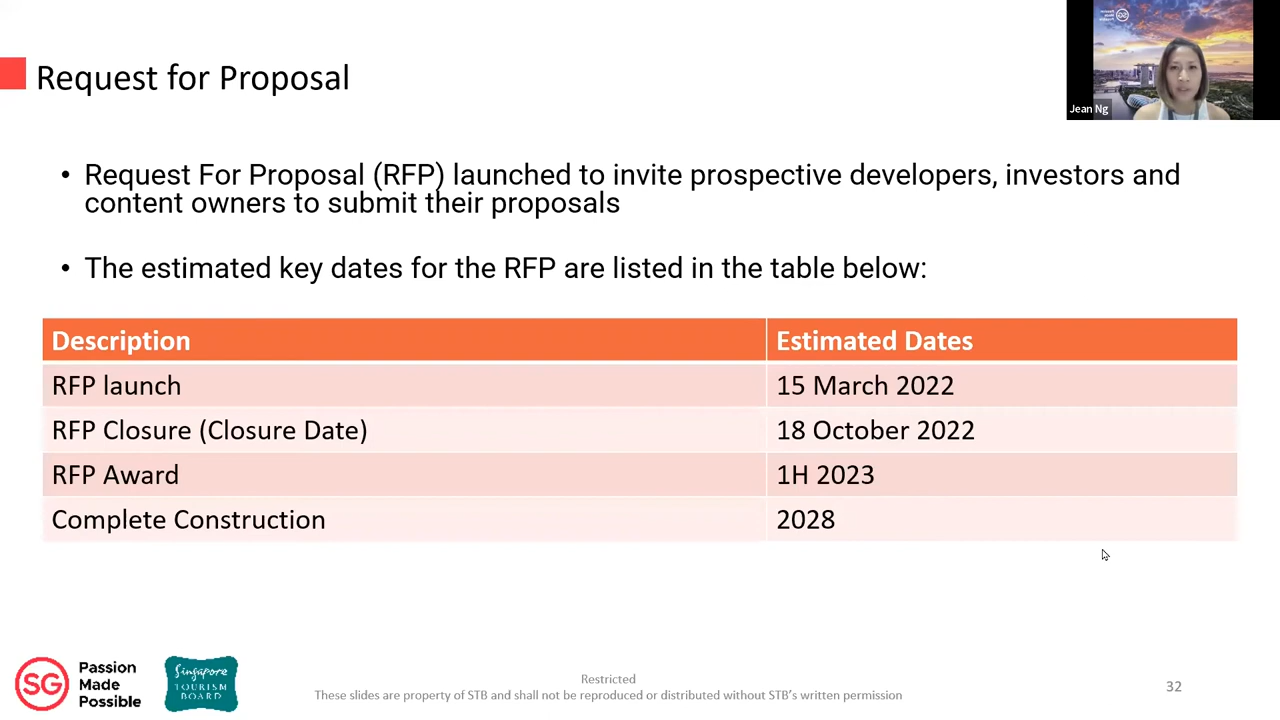 Request for Proposal
Jean Ng
• Request For Proposal (RFP) launched to invite prospective developers, investors and
content owners to submit their proposals
• The estimated key dates for the RFP are listed in the table below:
Description Estimated Dates
RFP launch 15 March 2022
RFP Closure (Closure Date) 18 October 2022
RFP Award 1H 2023
Complete Construction 2028
SG
Passion
Made
Possible
Singapore
TOURISM
BOARD
Restricted
These slides are property of STB and shall not be reproduced or distributed without STB's written permission
32